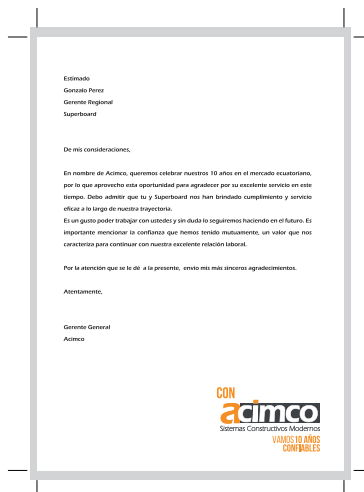 Estimado
Gonzalo Perez
Gerente Regional
Superboard
De mis consideraciones,
En nombre de Acimco, queremos celebrar nuestros 10 años en el mercado ecuatoriano,
por lo que aprovecho esta oportunidad para agradecer por su excelente servicio en este
tiempo. Debo admitir que tu y Superboard nos han brindado cumplimiento y servicio
eficaz a lo largo de nuestra trayectoria.
Es un gusto poder trabajar con ustedes y sin duda lo seguiremos haciendo en el futuro. Es
importante mencionar la confianza que hemos tenido mutuamente, un valor que nos
caracteriza para continuar con nuestra excelente relación laboral.
Por la atención que se le dé a la presente, envío mis más sinceros agradecimientos.
Atentamente,
Gerente General
Acimco
CON
acimco
Sistemas Constructivos Modernos
VAMOS 10 AÑOS
CONFIABLES